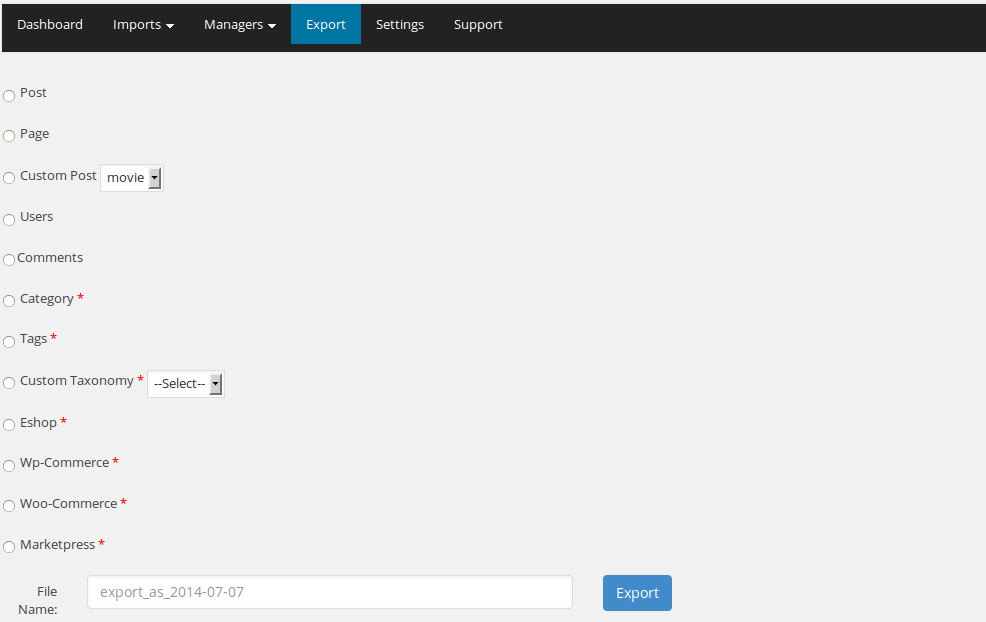 Dashboard Imports Managers Export Settings Support
Post
Page
Custom Post movie
Users
Comments
Category *
Tags *
Custom Taxonomy * --Select--
Eshop *
Wp-Commerce *
Woo-Commerce *
Marketpress *
File Name: export_as_2014-07-07 Export